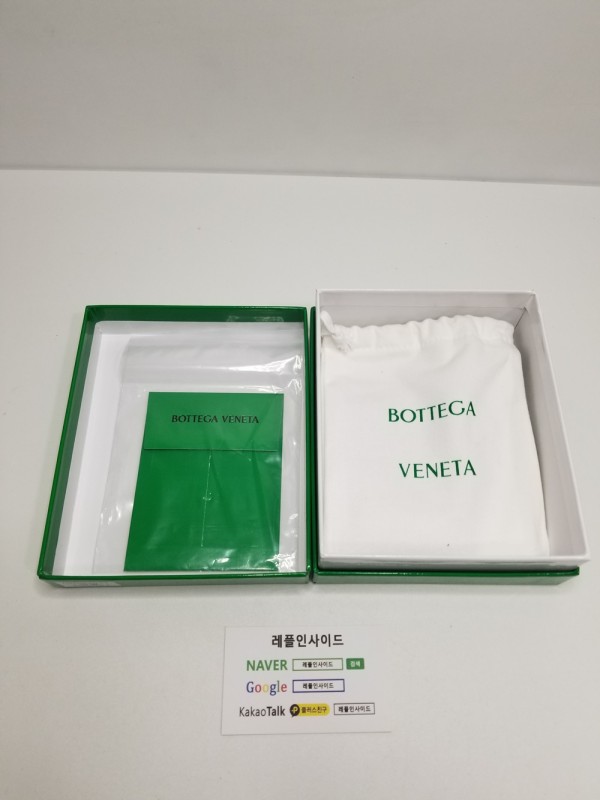 BOTTEGA VENETA
BOTTEGA
VENETA
레플인사이드
NAVER 레플인사이드 검색
Google 레플인사이드
KakaoTalk P 플러스친구 레플인사이드